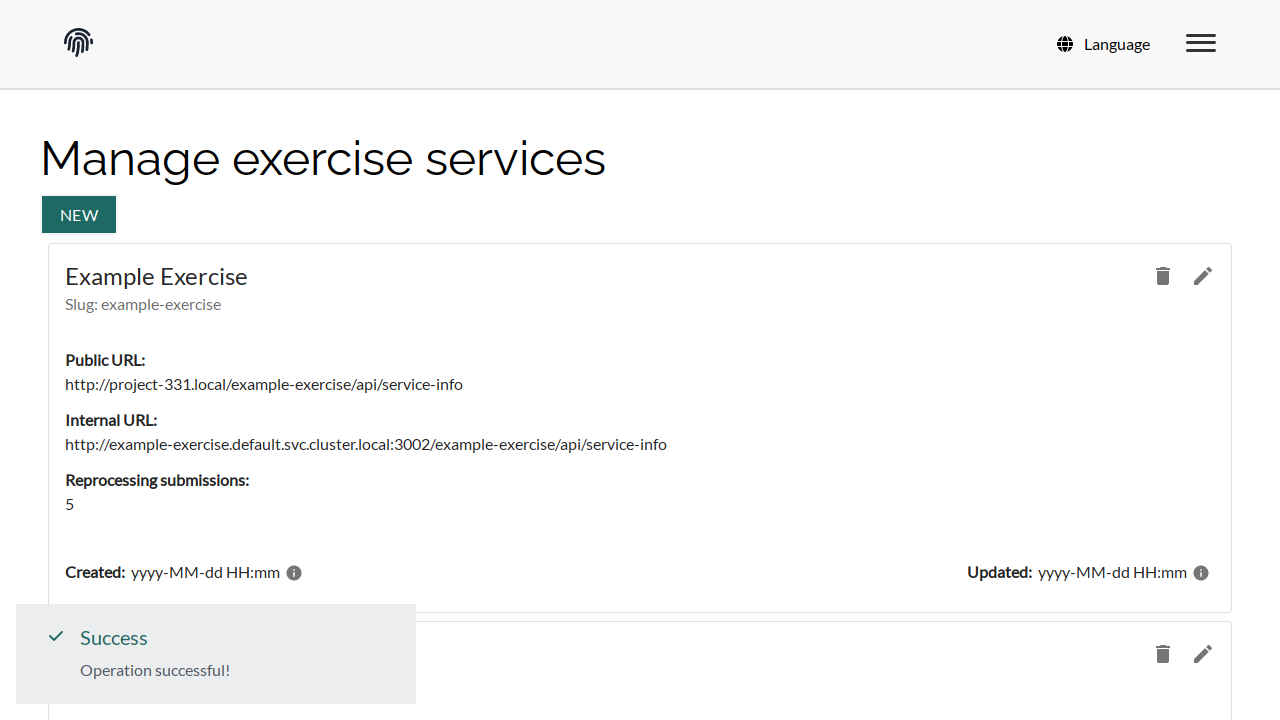 Language
Manage exercise services
NEW
Example Exercise
Slug: example-exercise
Public URL:
http://project-331.local/example-exercise/api/service-info
Internal URL:
http://example-exercise.default.svc.cluster.local:3002/example-exercise/api/service-info
Reprocessing submissions:
5
Created: yyyy-MM-dd HH:mm
Updated: yyyy-MM-dd HH:mm
Success
Operation successful!